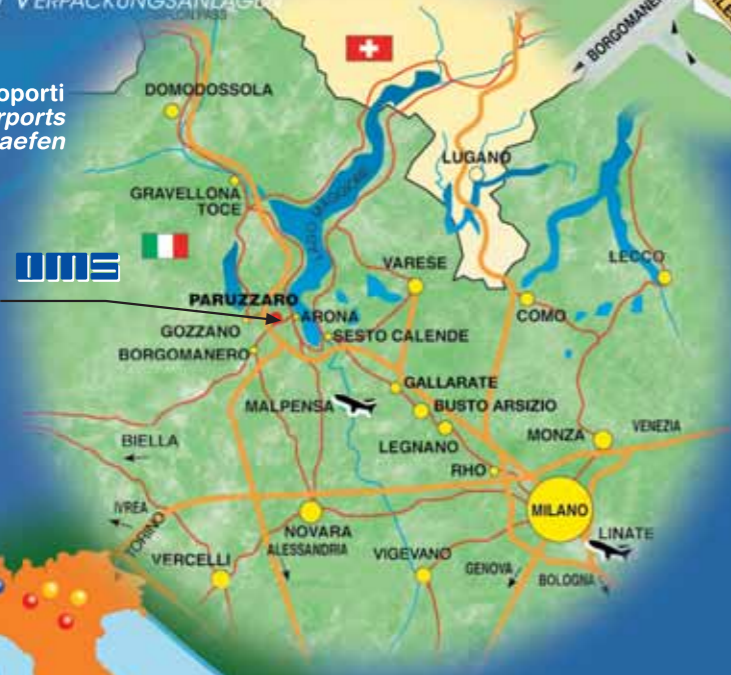 VERPACKUNGSANLAGEN
BORGOMANERO
oporti
rports
aefen
DOMODOSSOLA
LUGANO
GRAVELLONA
TOCE
LAGO MAGGIORE
OMS
VARESE
LECCO
PARUZZARO
ARONA
COMO
GOZZANO
SESTO CALENDE
BORGOMANERO
GALLARATE
MALPENSA
BUSTO ARSIZIO
BIELLA
LEGNANO
MONZA
VENEZIA
RHO
IVREA
TORINO
MILANO
NOVARA
LINATE
ALESSANDRIA
VERCELLI
VIGEVANO
GENOVA
BOLOGNA